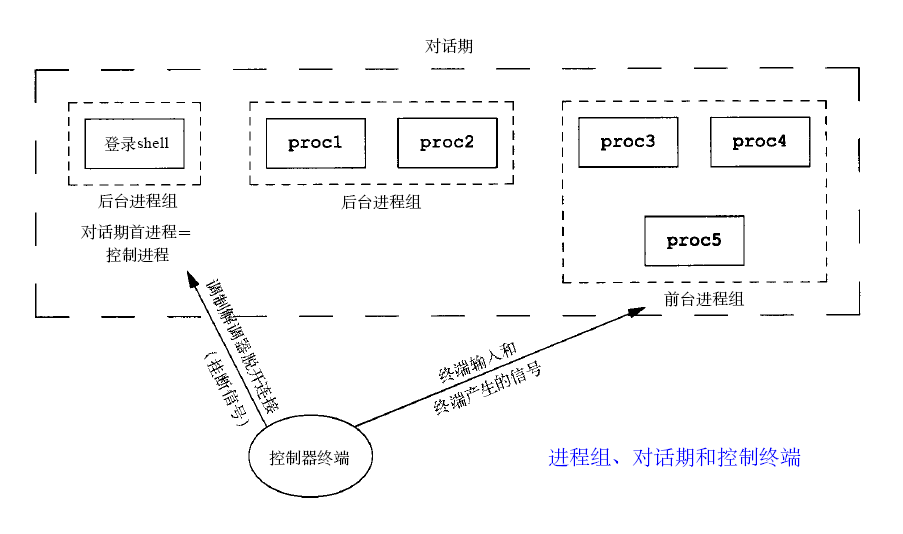 对话期
登录shell
proc1
proc2
proc3
proc4
proc5
后台进程组
后台进程组
前台进程组
对话期首进程＝
控制进程
调制解调器脱开连接
（挂断信号）
终端输入和
终端产生的信号
控制器终端
进程组、对话期和控制终端